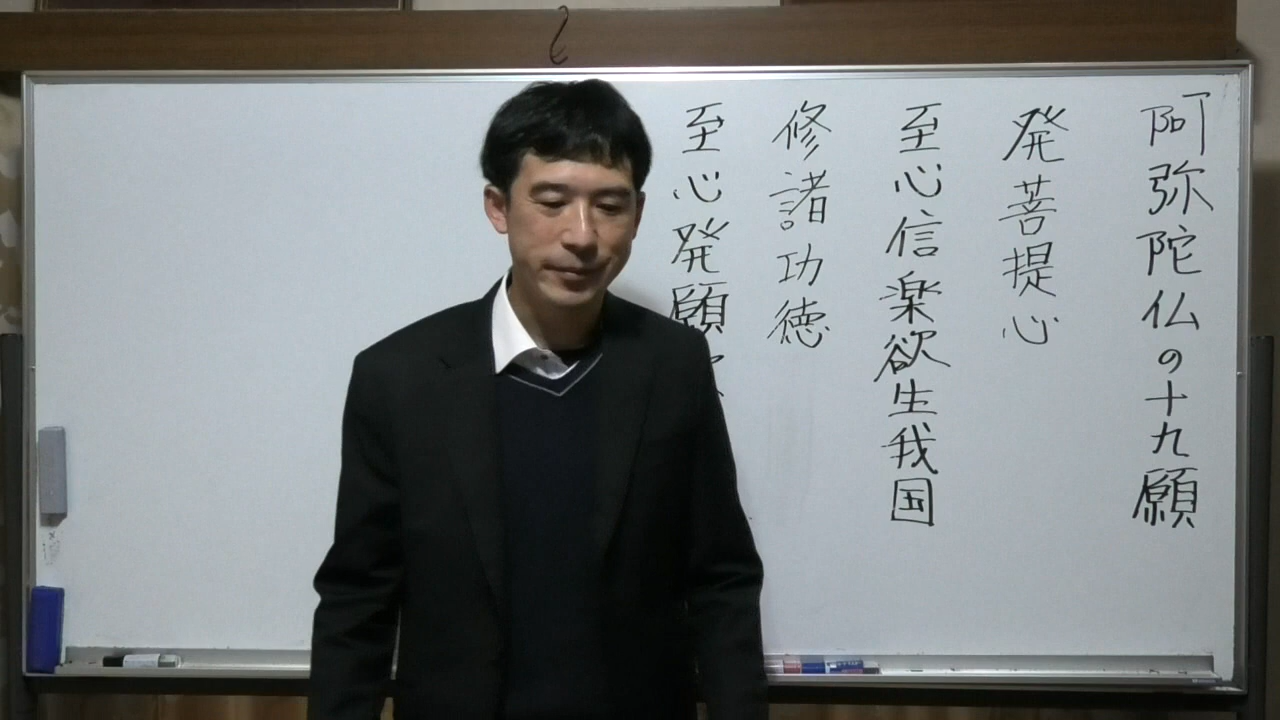 阿弥陀仏の十九願
発菩提心
至心信楽欲生我国
修諸功徳
至心発願